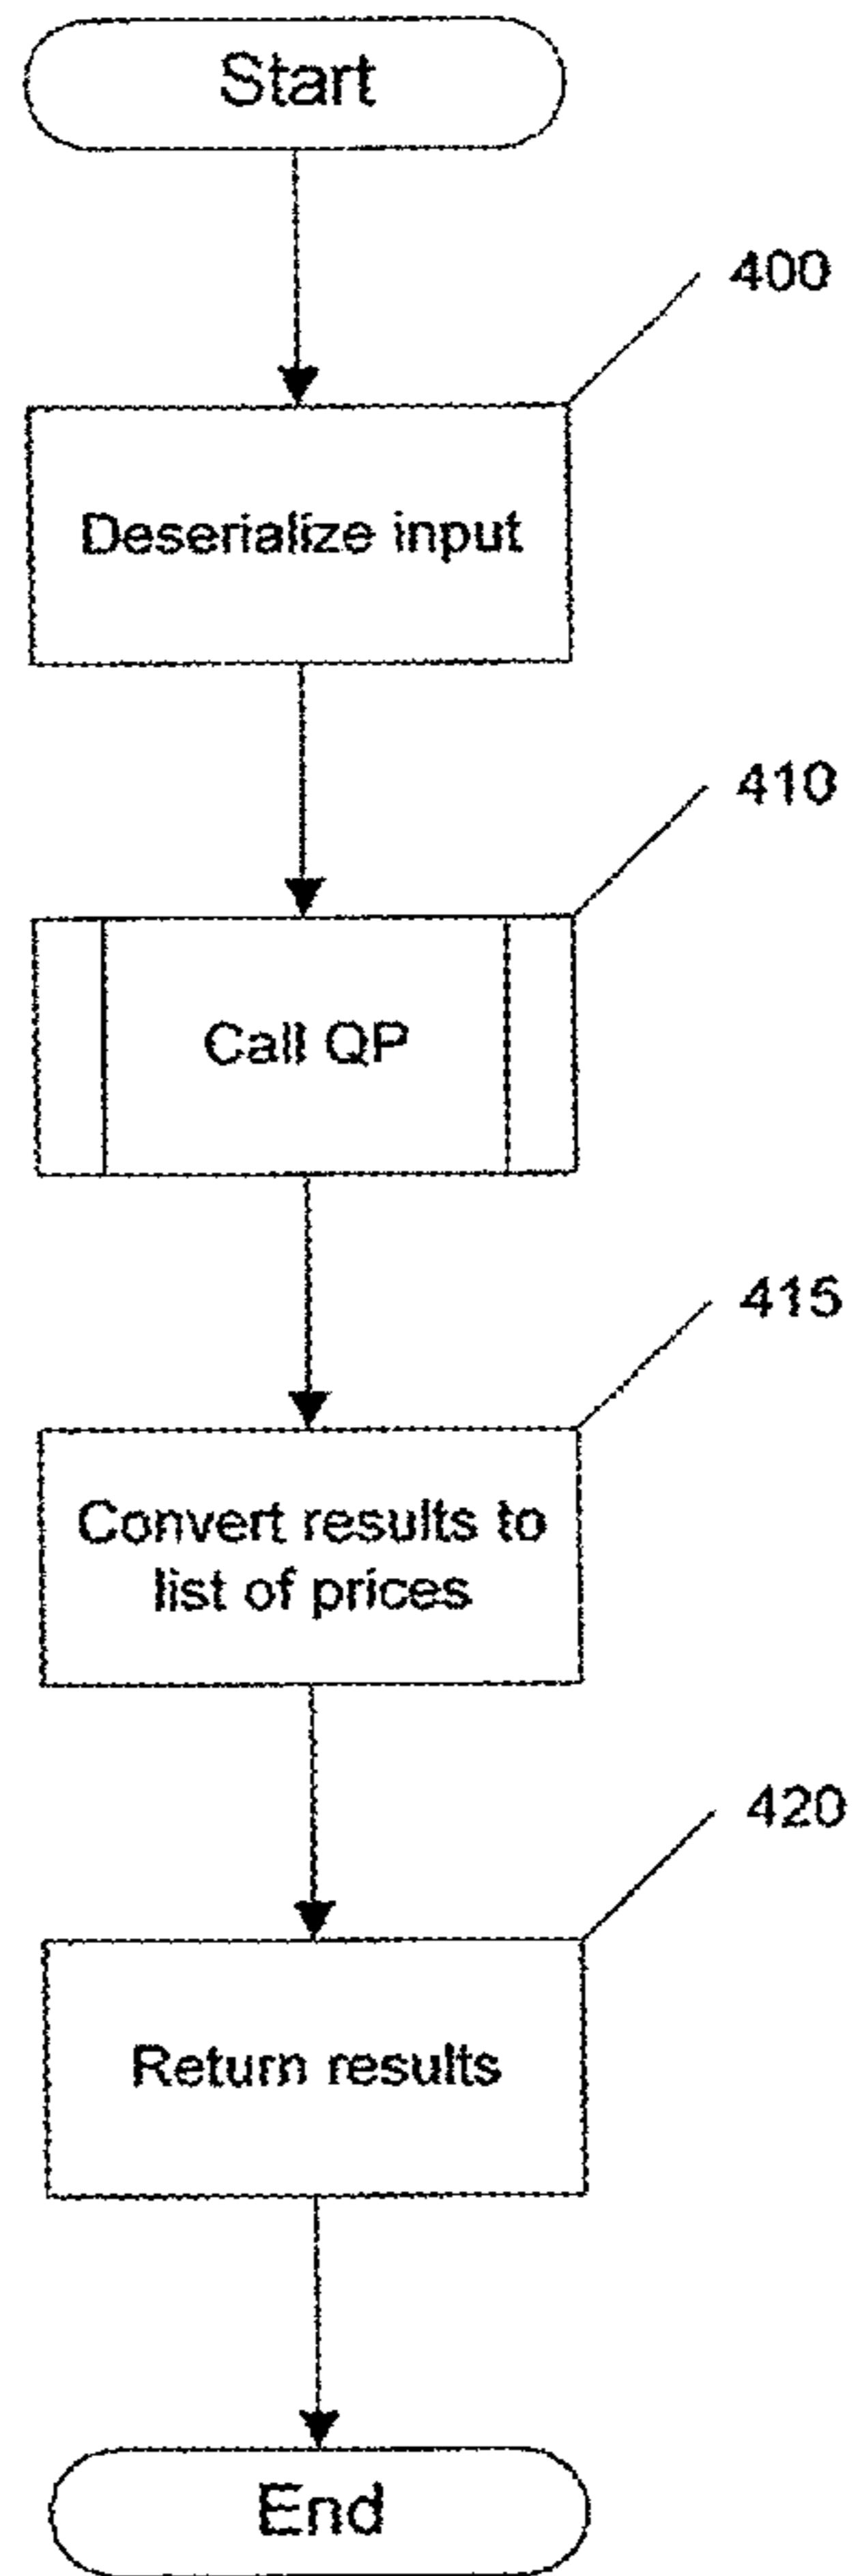 Start
400
Deserialize input
410
Call QP
415
Convert results to
list of prices
420
Return results
End